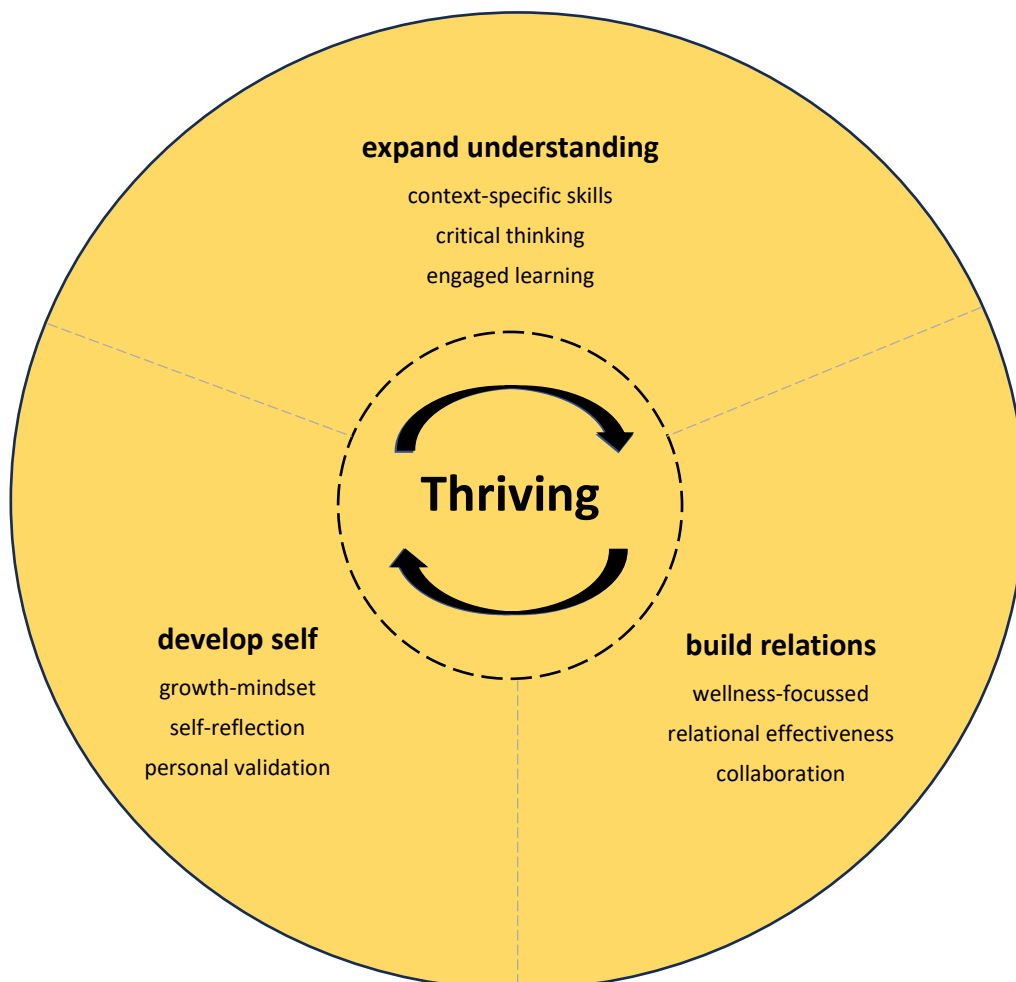 expand understanding
context-specific skills
critical thinking
engaged learning
Thriving
develop self
growth-mindset
self-reflection
personal validation
build relations
wellness-focussed
relational effectiveness
collaboration